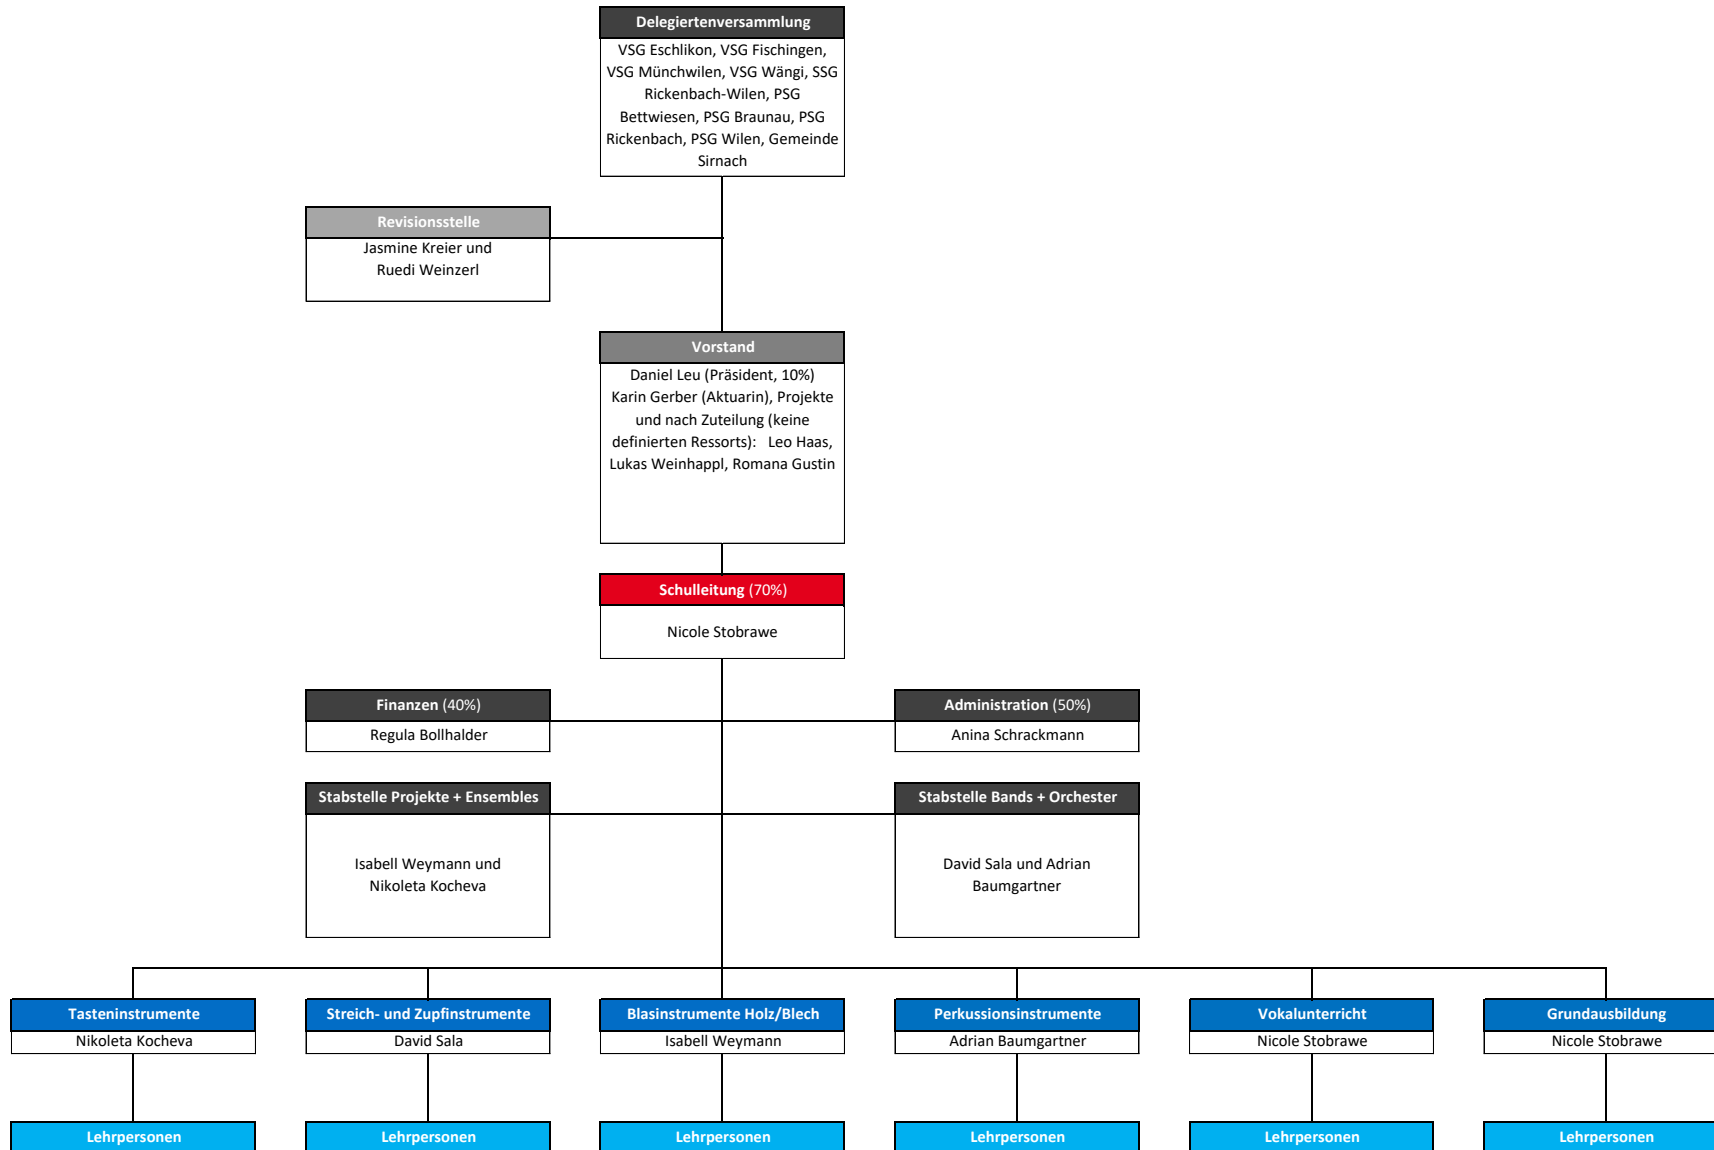 Delegiertenversammlung
VSG Eschlikon, VSG Fischingen,
VSG Münchwilen, VSG Wängi, SSG
Rickenbach-Wilen, PSG
Bettwiesen, PSG Braunau, PSG
Rickenbach, PSG Wilen, Gemeinde
Sirnach
Revisionsstelle
Jasmine Kreier und
Ruedi Weinzerl
Vorstand
Daniel Leu (Präsident, 10%)
Karin Gerber (Aktuarin), Projekte
und nach Zuteilung (keine
definierten Ressorts): Leo Haas,
Lukas Weinhappl, Romana Gustin
Schulleitung (70%)
Nicole Stobrawe
Finanzen (40%)
Regula Bollhalder
Administration (50%)
Anina Schrackmann
Stabstelle Projekte + Ensembles
Isabell Weymann und
Nikoleta Kocheva
Stabstelle Bands + Orchester
David Sala und Adrian
Baumgartner
Tasteninstrumente
Nikoleta Kocheva
Streich- und Zupfinstrumente
David Sala
Blasinstrumente Holz/Blech
Isabell Weymann
Perkussionsinstrumente
Adrian Baumgartner
Vokalunterricht
Nicole Stobrawe
Grundausbildung
Nicole Stobrawe
Lehrpersonen
Lehrpersonen
Lehrpersonen
Lehrpersonen
Lehrpersonen
Lehrpersonen